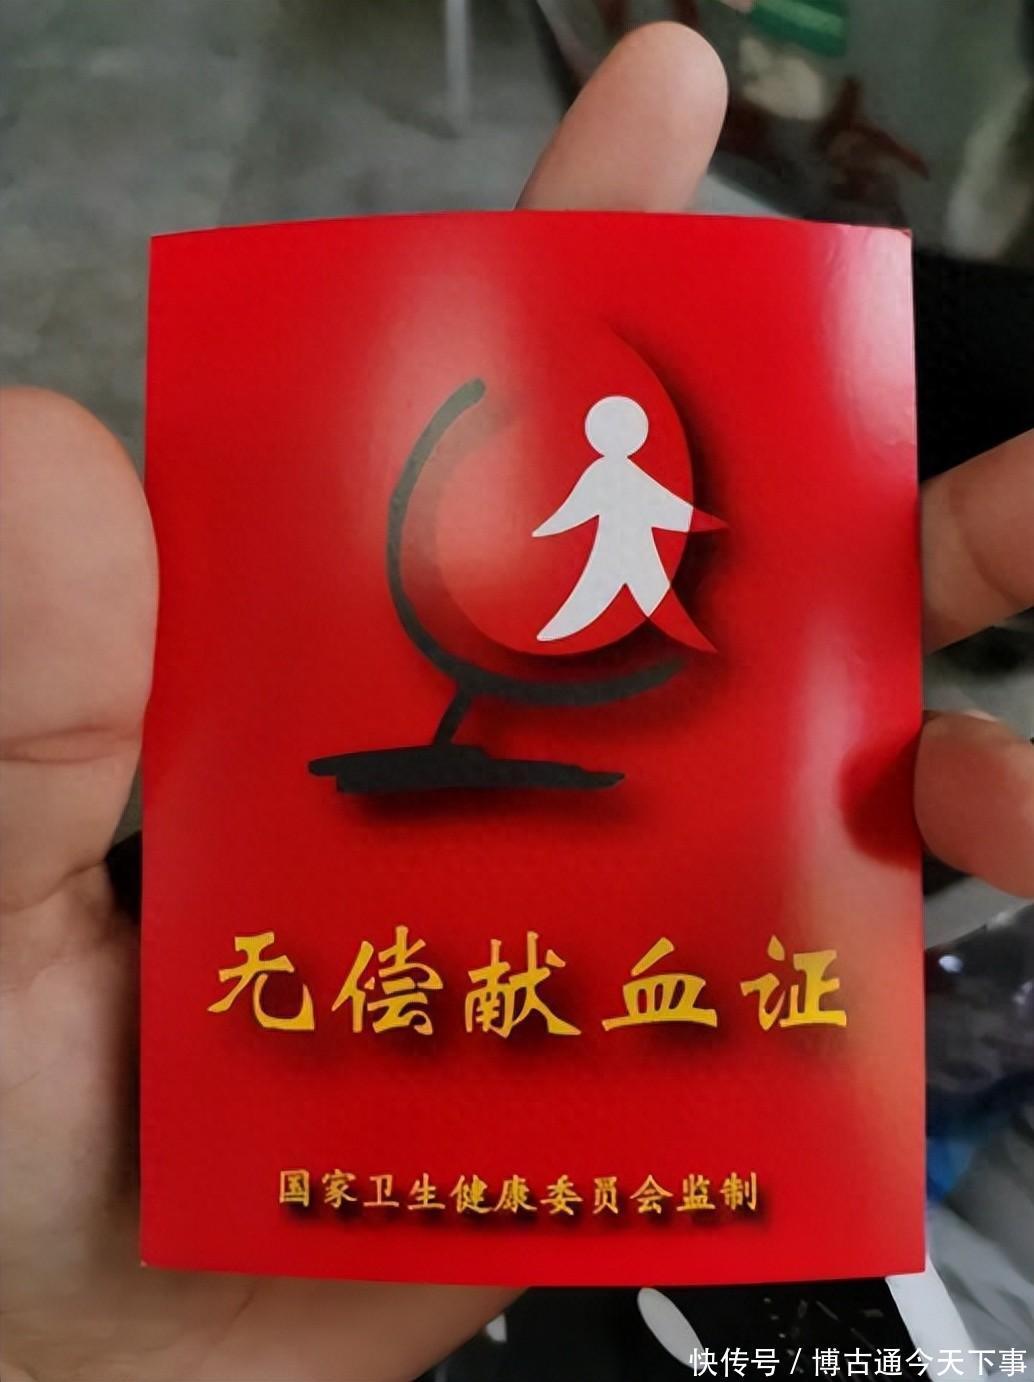 无偿献血证
国家卫生健康委员会监制
快传号 / 博古通今天下事